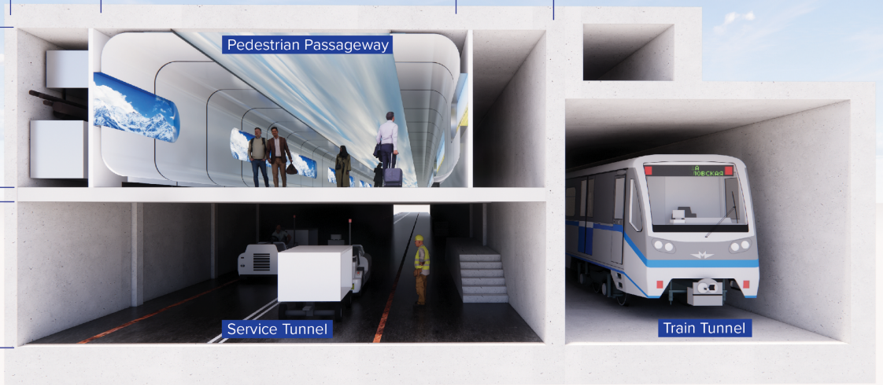 Pedestrian Passageway
Service Tunnel
Train Tunnel